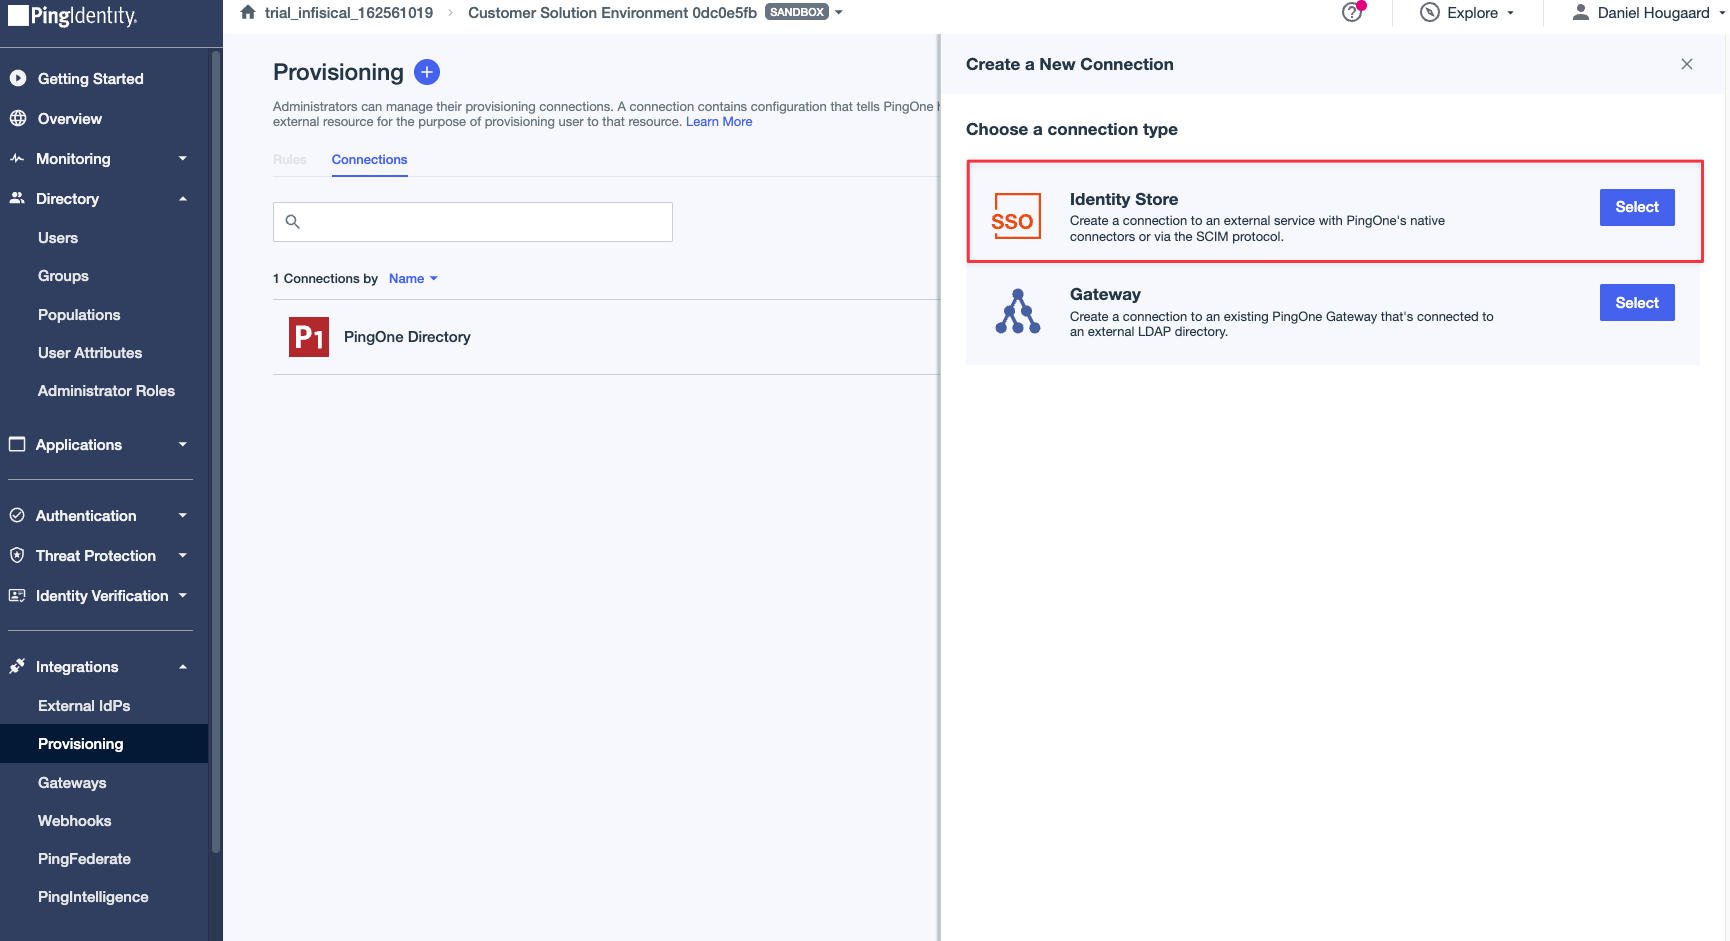 PingIdentity.
trial_infisical_162561019
Customer Solution Environment 0dc0e5fb
SANDBOX
Explore
Daniel Hougaard
Getting Started
Overview
Monitoring
Directory
Users
Groups
Populations
User Attributes
Administrator Roles
Applications
Authentication
Threat Protection
Identity Verification
Integrations
External IdPs
Provisioning
Gateways
Webhooks
PingFederate
PingIntelligence
Provisioning
Administrators can manage their provisioning connections. A connection contains configuration that tells PingOne
external resource for the purpose of provisioning user to that resource. Learn More
Rules
Connections
1 Connections by Name
P1
PingOne Directory
Create a New Connection
Choose a connection type
SSO
Identity Store
Create a connection to an external service with PingOne's native
connectors or via the SCIM protocol.
Select
Gateway
Create a connection to an existing PingOne Gateway that's connected to
an external LDAP directory.
Select